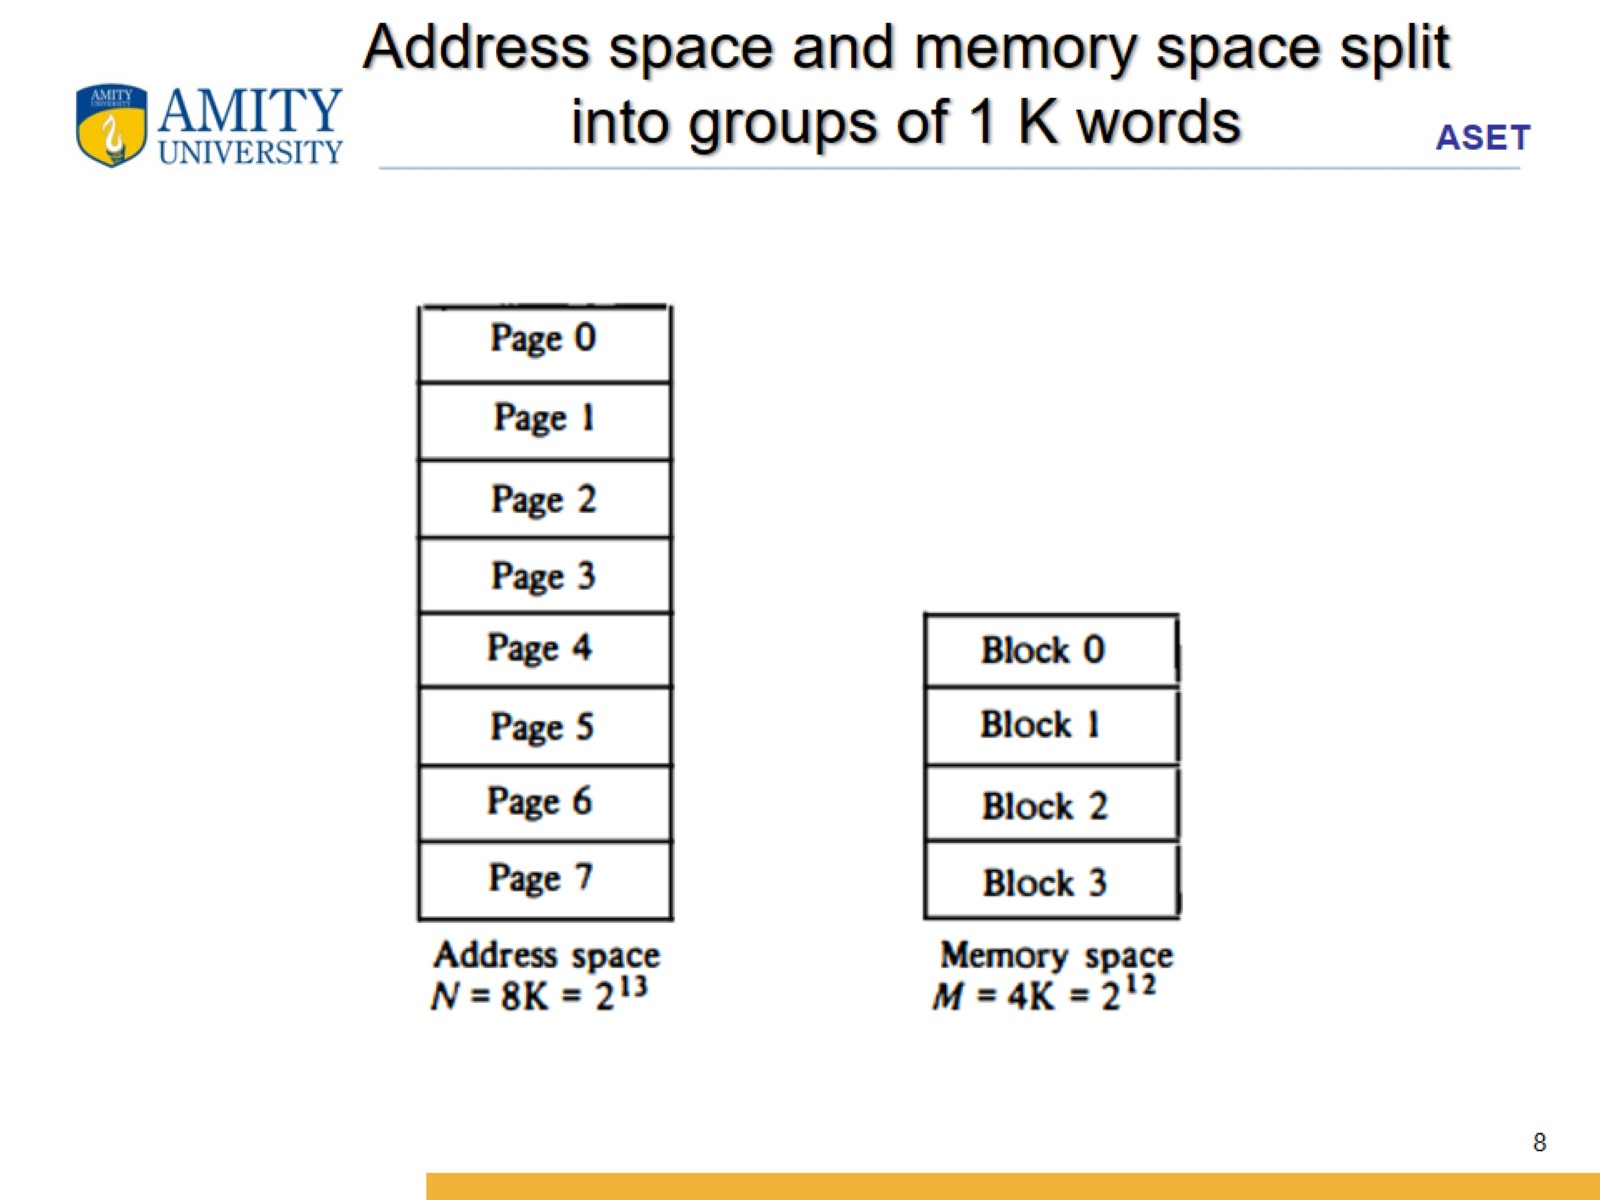 Address space and memory space split
into groups of 1 K words
AMITY
UNIVERSITY
AMITY
UNIVERSITY
ASET
Page 0
Page 1
Page 2
Page 3
Page 4
Page 5
Page 6
Page 7
Address space
N = 8K = 2¹³
Block 0
Block 1
Block 2
Block 3
Memory space
M = 4K = 2¹²
8